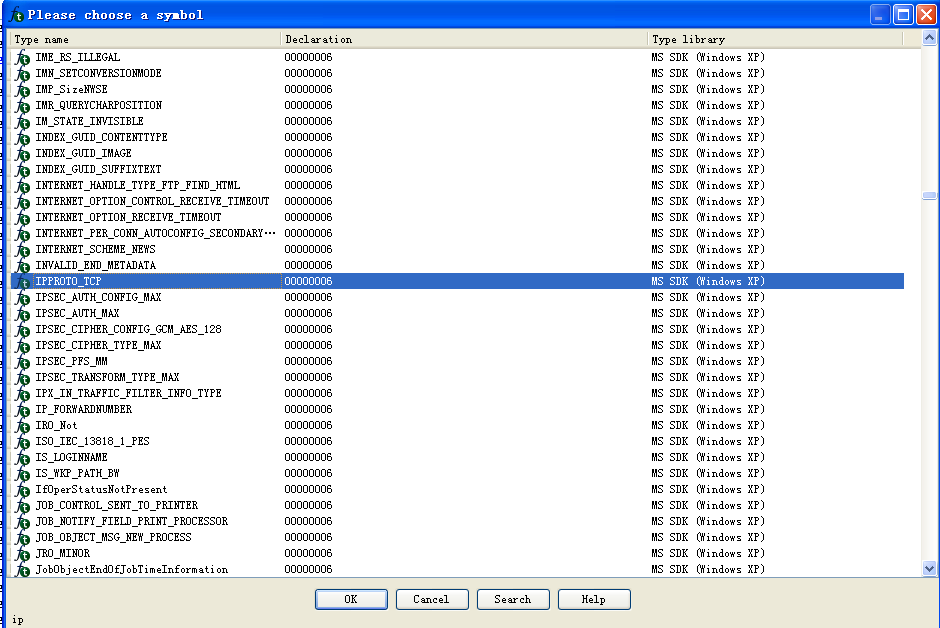 Please choose a symbol
Type name Declaration Type library
IME_RS_ILLEGAL 00000006 MS SDK (Windows XP)
IMN_SETCONVERSIONMODE 00000006 MS SDK (Windows XP)
IMP_SizeNWSE 00000006 MS SDK (Windows XP)
IMR_QUERYCHARPOSITION 00000006 MS SDK (Windows XP)
IM_STATE_INVISIBLE 00000006 MS SDK (Windows XP)
INDEX_GUID_CONTENTTYPE 00000006 MS SDK (Windows XP)
INDEX_GUID_IMAGE 00000006 MS SDK (Windows XP)
INDEX_GUID_SUFFIXTEXT 00000006 MS SDK (Windows XP)
INTERNET_HANDLE_TYPE_FTP_FIND_HTML 00000006 MS SDK (Windows XP)
INTERNET_OPTION_CONTROL_RECEIVE_TIMEOUT 00000006 MS SDK (Windows XP)
INTERNET_OPTION_RECEIVE_TIMEOUT 00000006 MS SDK (Windows XP)
INTERNET_PER_CONN_AUTOCONFIG_SECONDARY··· 00000006 MS SDK (Windows XP)
INTERNET_SCHEME_NEWS 00000006 MS SDK (Windows XP)
INVALID_END_METADATA 00000006 MS SDK (Windows XP)
IPPROTO_TCP 00000006 MS SDK (Windows XP)
IPSEC_AUTH_CONFIG_MAX 00000006 MS SDK (Windows XP)
IPSEC_AUTH_MAX 00000006 MS SDK (Windows XP)
IPSEC_CIPHER_CONFIG_GCM_AES_128 00000006 MS SDK (Windows XP)
IPSEC_CIPHER_TYPE_MAX 00000006 MS SDK (Windows XP)
IPSEC_PFS_MM 00000006 MS SDK (Windows XP)
IPSEC_TRANSFORM_TYPE_MAX 00000006 MS SDK (Windows XP)
IPX_IN_TRAFFIC_FILTER_INFO_TYPE 00000006 MS SDK (Windows XP)
IP_FORWARDNUMBER 00000006 MS SDK (Windows XP)
IRO_Not 00000006 MS SDK (Windows XP)
ISO_IEC_13818_1_PES 00000006 MS SDK (Windows XP)
IS_LOGINNAME 00000006 MS SDK (Windows XP)
IS_WKP_PATH_BW 00000006 MS SDK (Windows XP)
IfOperStatusNotPresent 00000006 MS SDK (Windows XP)
JOB_CONTROL_SENT_TO_PRINTER 00000006 MS SDK (Windows XP)
JOB_NOTIFY_FIELD_PRINT_PROCESSOR 00000006 MS SDK (Windows XP)
JOB_OBJECT_MSG_NEW_PROCESS 00000006 MS SDK (Windows XP)
JRO_MINOR 00000006 MS SDK (Windows XP)
JobObjectEndOfJobTimeInformation 00000006 MS SDK (Windows XP)
OK Cancel Search Help
ip